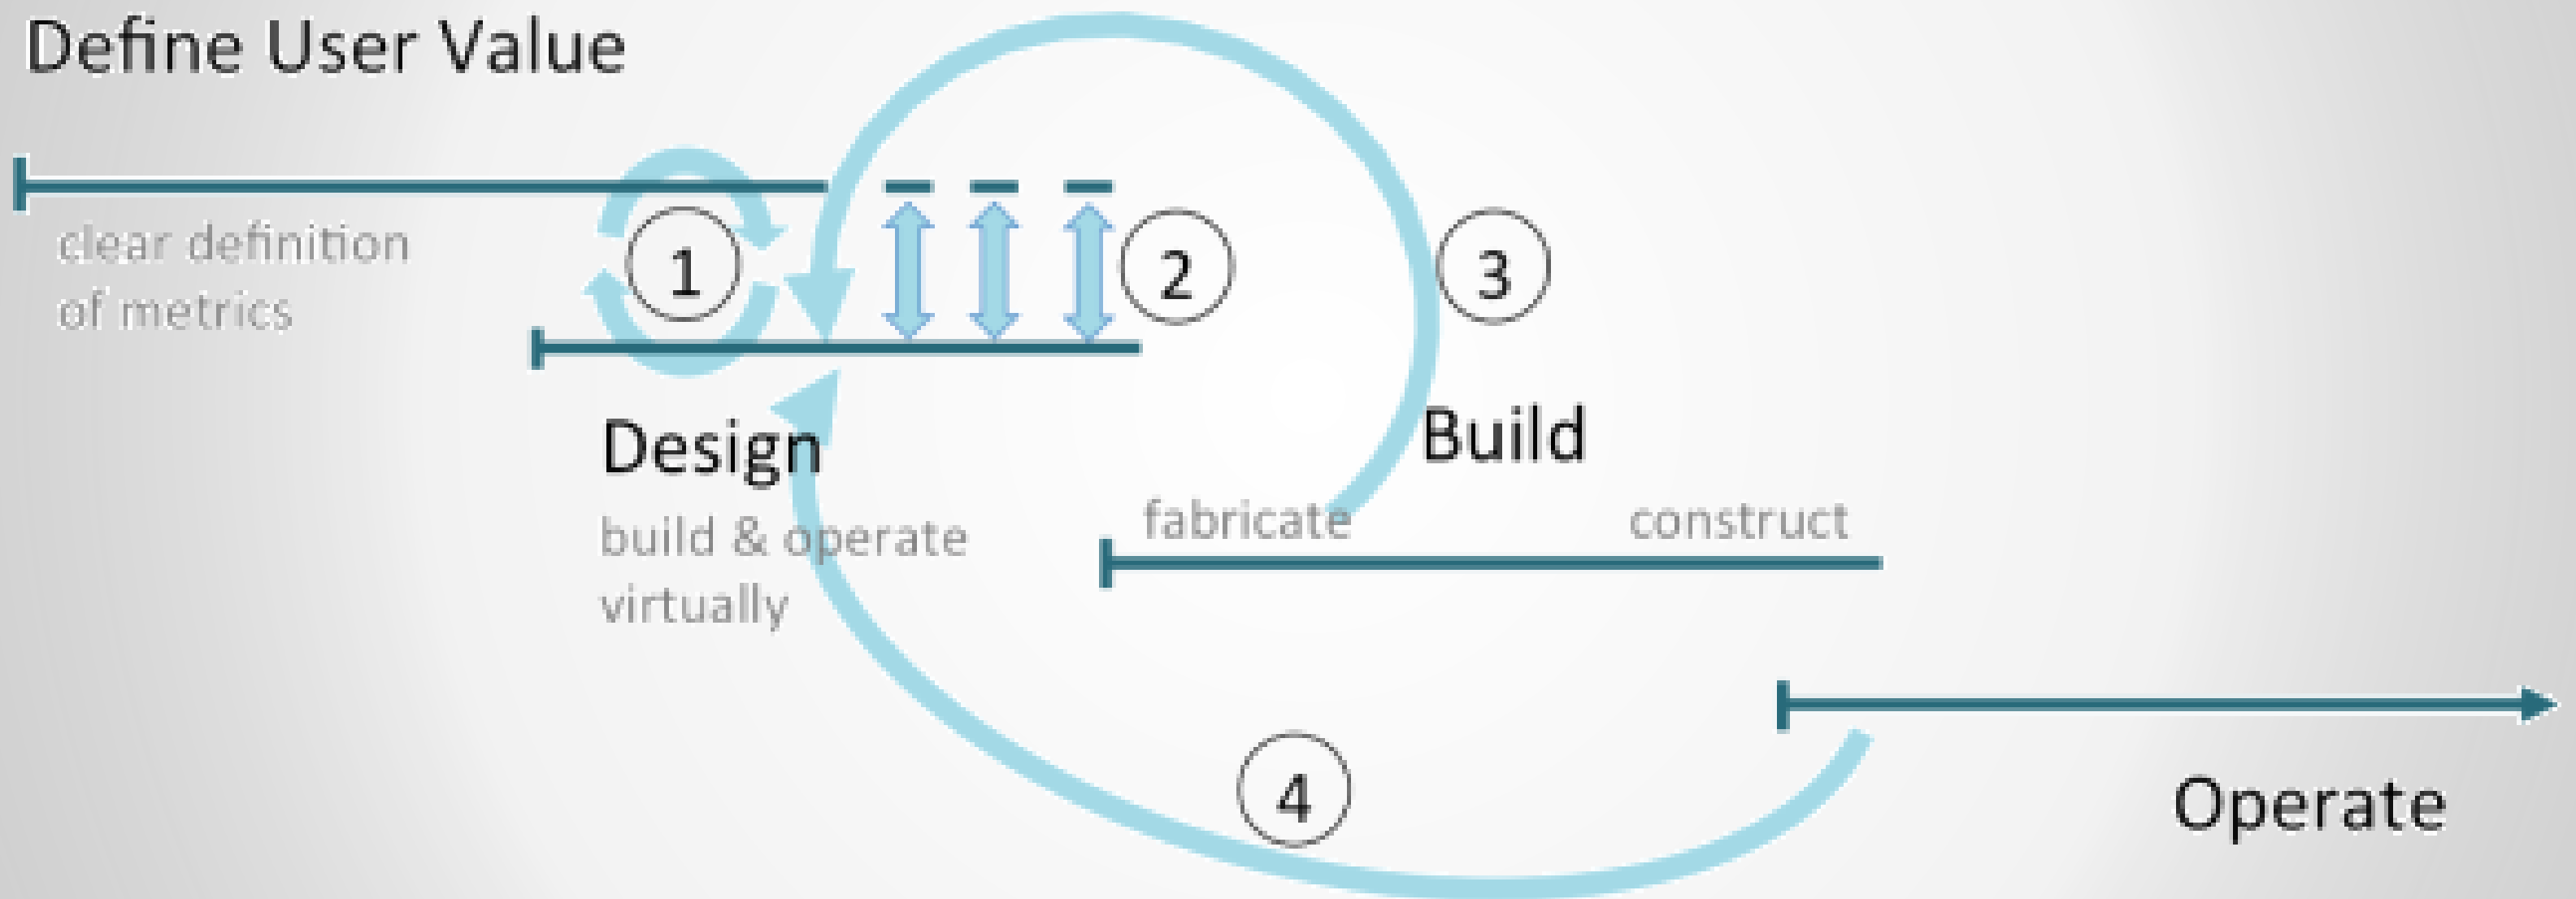 Define User Value
clear definition
of metrics
1
2
3
Design
build & operate
virtually
Build
fabricate
construct
4
Operate